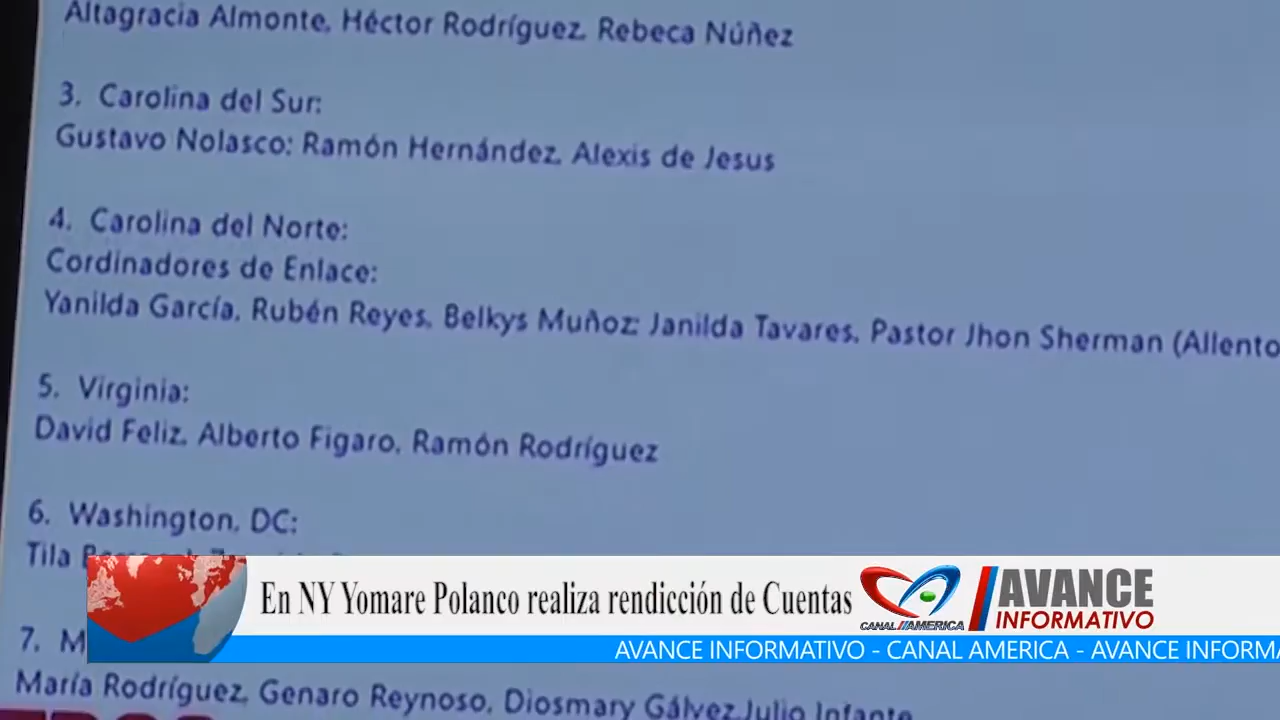 Altagracia Almonte, Héctor Rodríguez, Rebeca Núñez
3. Carolina del Sur:
Gustavo Nolasco: Ramón Hernández, Alexis de Jesus
4. Carolina del Norte:
Cordinadores de Enlace:
Yanilda García, Rubén Reyes, Belkys Muñoz: Janilda Tavares, Pastor Jhon Sherman (Allento
5. Virginia:
David Feliz, Alberto Figaro, Ramón Rodríguez
6. Washington, DC:
Tila
7. M
María Rodríguez, Genaro Reynoso, Diosmary Gálvez,Julio Infante
En NY Yomare Polanco realiza rendicción de Cuentas
CANAL AMERICA
AVANCE
INFORMATIVO
AVANCE INFORMATIVO - CANAL AMERICA - AVANCE INFORMA